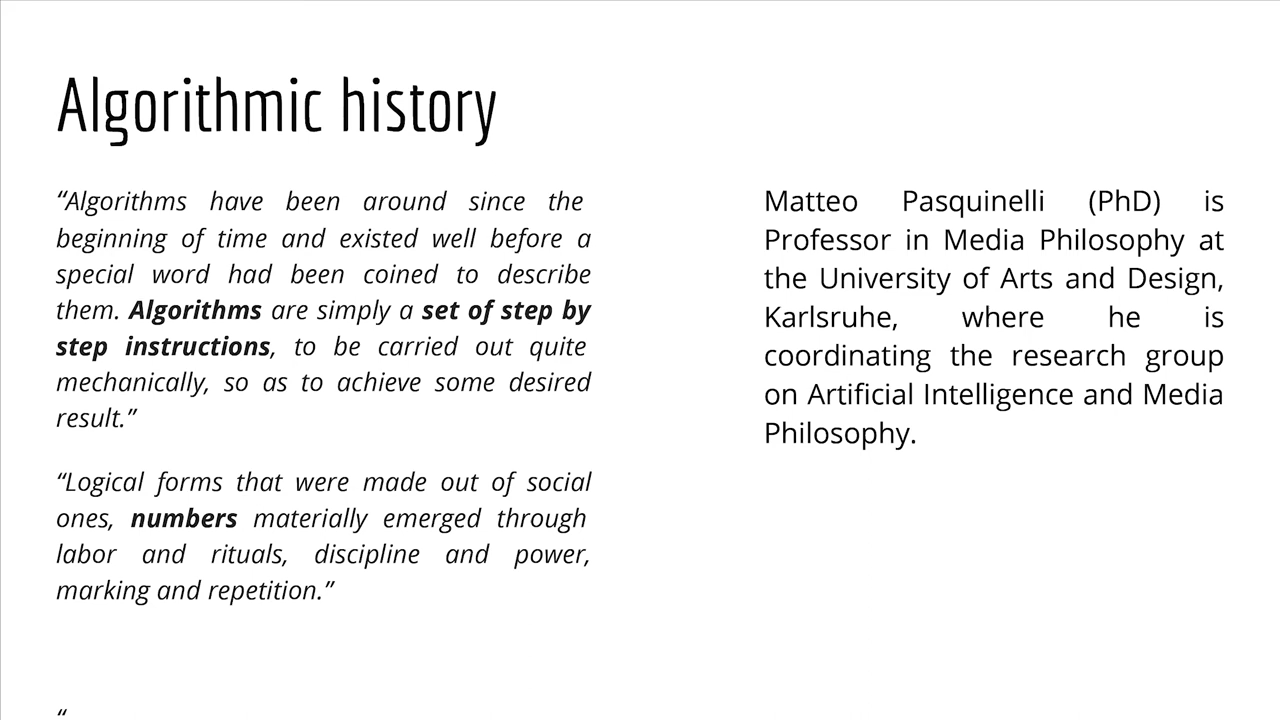 Algorithmic history
“Algorithms have been around since the
beginning of time and existed well before a
special word had been coined to describe
them. Algorithms are simply a set of step by
step instructions, to be carried out quite
mechanically, so as to achieve some desired
result.”
“Logical forms that were made out of social
ones, numbers materially emerged through
labor and rituals, discipline and power,
marking and repetition.”
“
Matteo Pasquinelli (PhD) is
Professor in Media Philosophy at
the University of Arts and Design,
Karlsruhe, where he is
coordinating the research group
on Artificial Intelligence and Media
Philosophy.